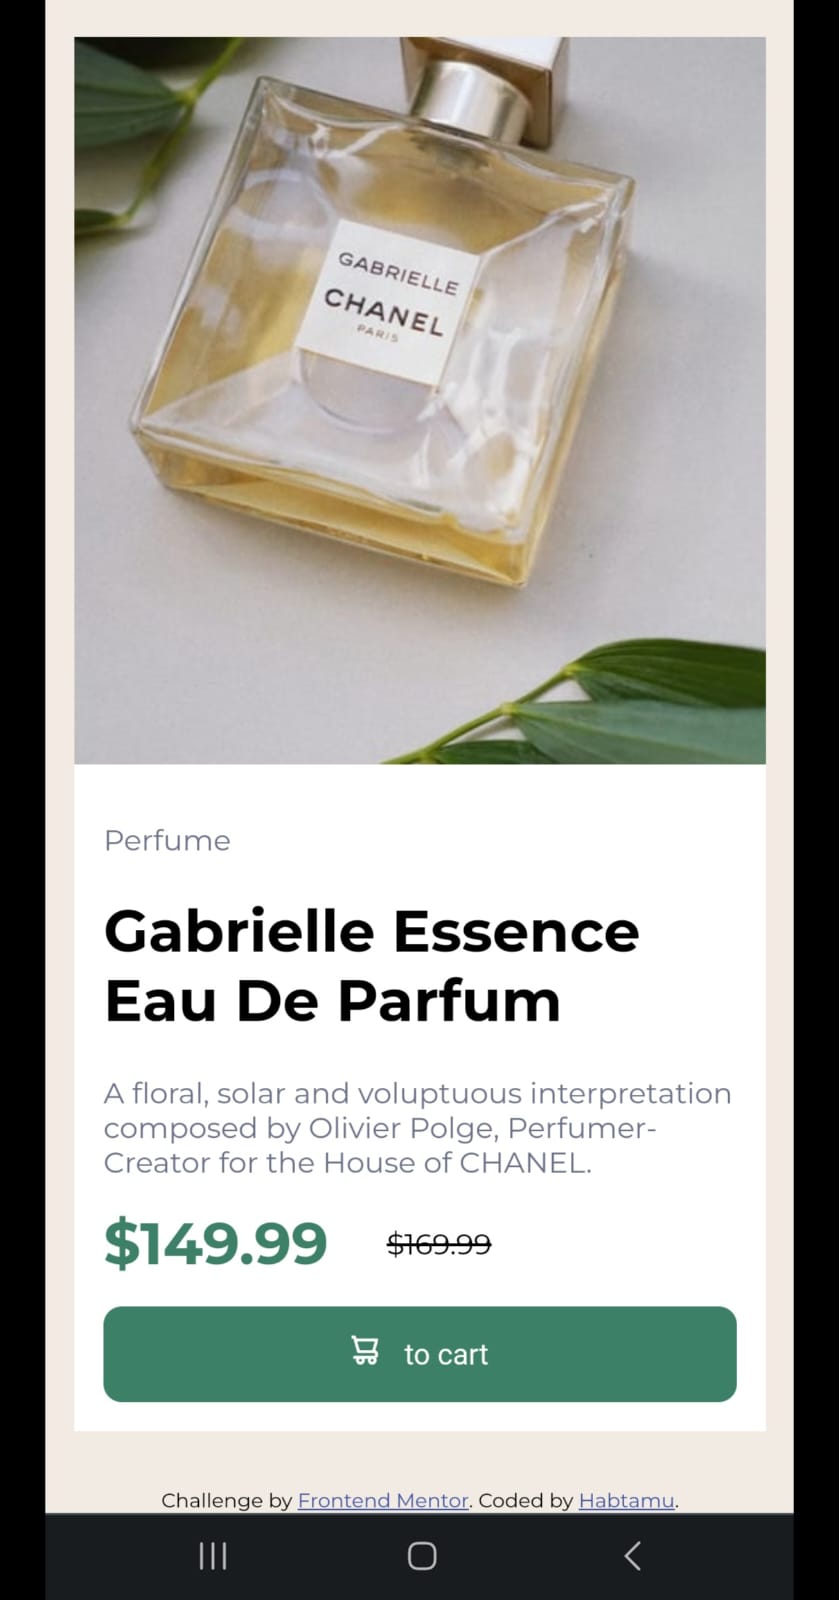 GABRIELLE
CHANEL
PARIS
Perfume
Gabrielle Essence
Eau De Parfum
A floral, solar and voluptuous interpretation
composed by Olivier Polge, Perfumer-
Creator for the House of CHANEL.
$149.99 $169.99
to cart
Challenge by Frontend Mentor. Coded by Habtamu.